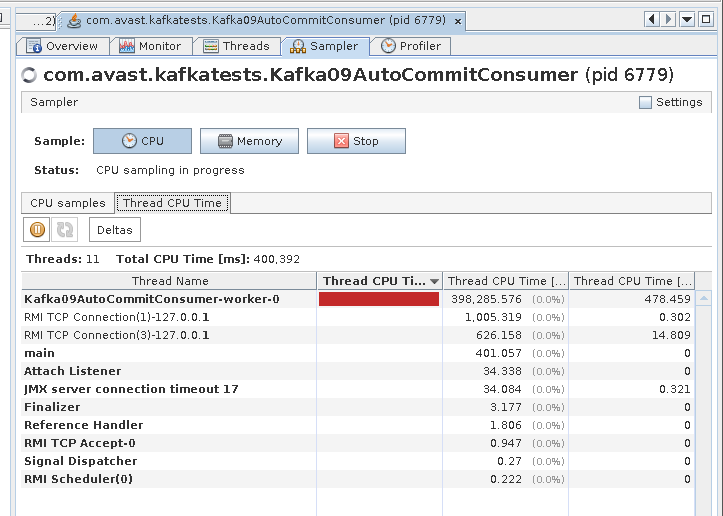 ...2) com.avast.kafkatests.Kafka09AutoCommitConsumer (pid 6779) ×
Overview Monitor Threads Sampler Profiler
com.avast.kafkatests.Kafka09AutoCommitConsumer (pid 6779)
Sampler Settings
Sample: CPU Memory Stop
Status: CPU sampling in progress
CPU samples Thread CPU Time
Deltas
Threads: 11 Total CPU Time [ms]: 400,392
Thread Name Thread CPU Ti... Thread CPU Time [... Thread CPU Time [...
Kafka09AutoCommitConsumer-worker-0 398,285.576 (0.0%) 478.459
RMI TCP Connection(1)-127.0.0.1 1,005.319 (0.0%) 0.302
RMI TCP Connection(3)-127.0.0.1 626.158 (0.0%) 14.809
main 401.057 (0.0%) 0
Attach Listener 34.338 (0.0%) 0
JMX server connection timeout 17 34.084 (0.0%) 0.321
Finalizer 3.177 (0.0%) 0
Reference Handler 1.806 (0.0%) 0
RMI TCP Accept-0 0.947 (0.0%) 0
Signal Dispatcher 0.27 (0.0%) 0
RMI Scheduler(0) 0.222 (0.0%) 0